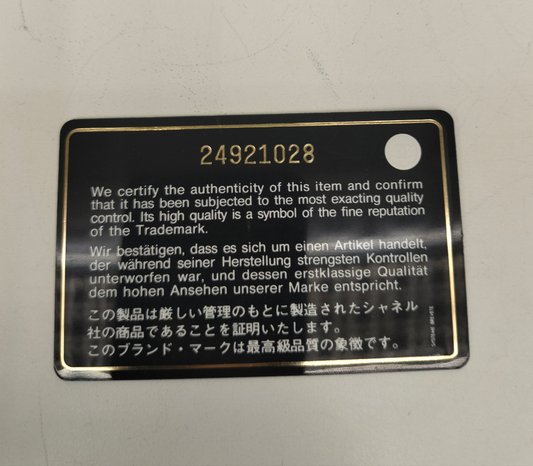 24921028
We certify the authenticity of this item and confirm
that it has been subjected to the most exacting quality
control. Its high quality is a symbol of the fine reputation
of the Trademark.
Wir bestätigen, dass es sich um einen Artikel handelt,
der während seiner Herstellung strengsten Kontrollen
unterworfen war, und dessen erstklassige Qualität
dem hohen Ansehen unserer Marke entspricht.
この製品は厳しい管理のもとに製造されたシャネル
社の商品であることを証明いたします。
このブランド・マークは最高級品質の象徴です。